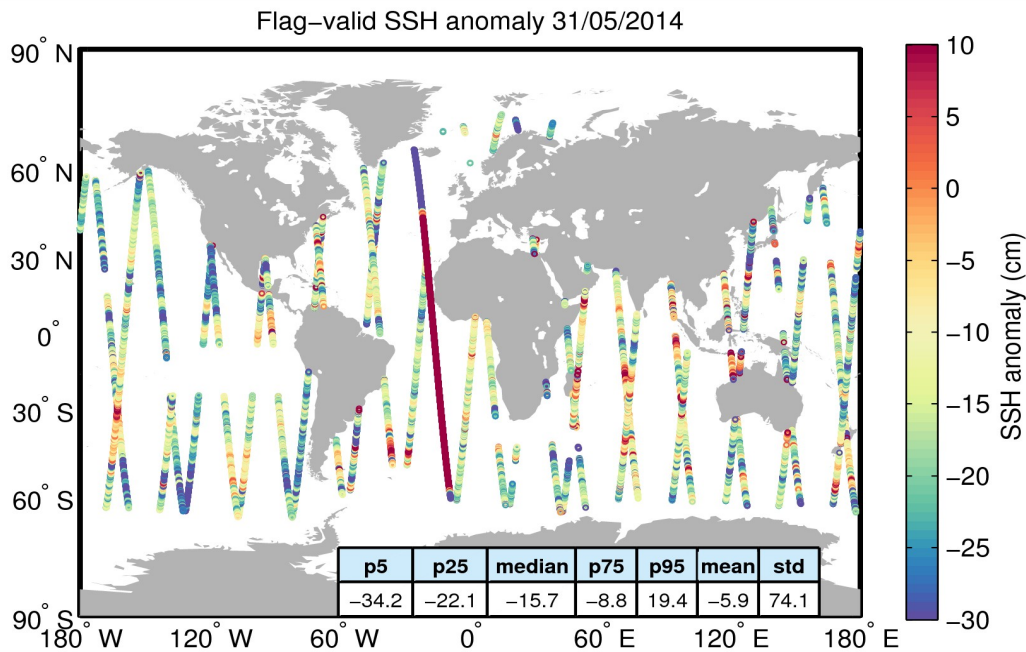 Flag−valid SSH anomaly 31/05/2014
90° N
60° N
30° N
0°
30° S
60° S
90° S
180° W
120° W
60° W
0°
60° E
120° E
180° E
p5 p25 median p75 p95 mean std
−34.2 −22.1 −15.7 −8.8 19.4 −5.9 74.1
10
5
0
−5
−10
−15
−20
−25
−30
SSH anomaly (cm)